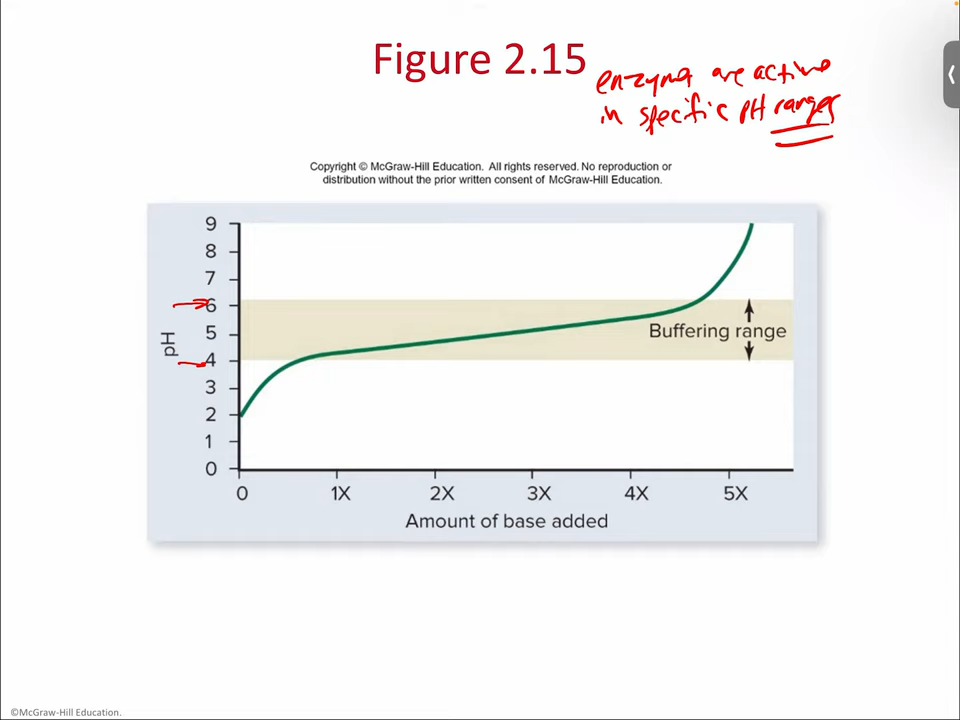 Figure 2.15
enzymes are active
in specific pH ranges
Copyright © McGraw-Hill Education. All rights reserved. No reproduction or
distribution without the prior written consent of McGraw-Hill Education.
pH
9
8
7
6
5
4
3
2
1
0
Buffering range
0 1X 2X 3X 4X 5X
Amount of base added
©McGraw-Hill Education.